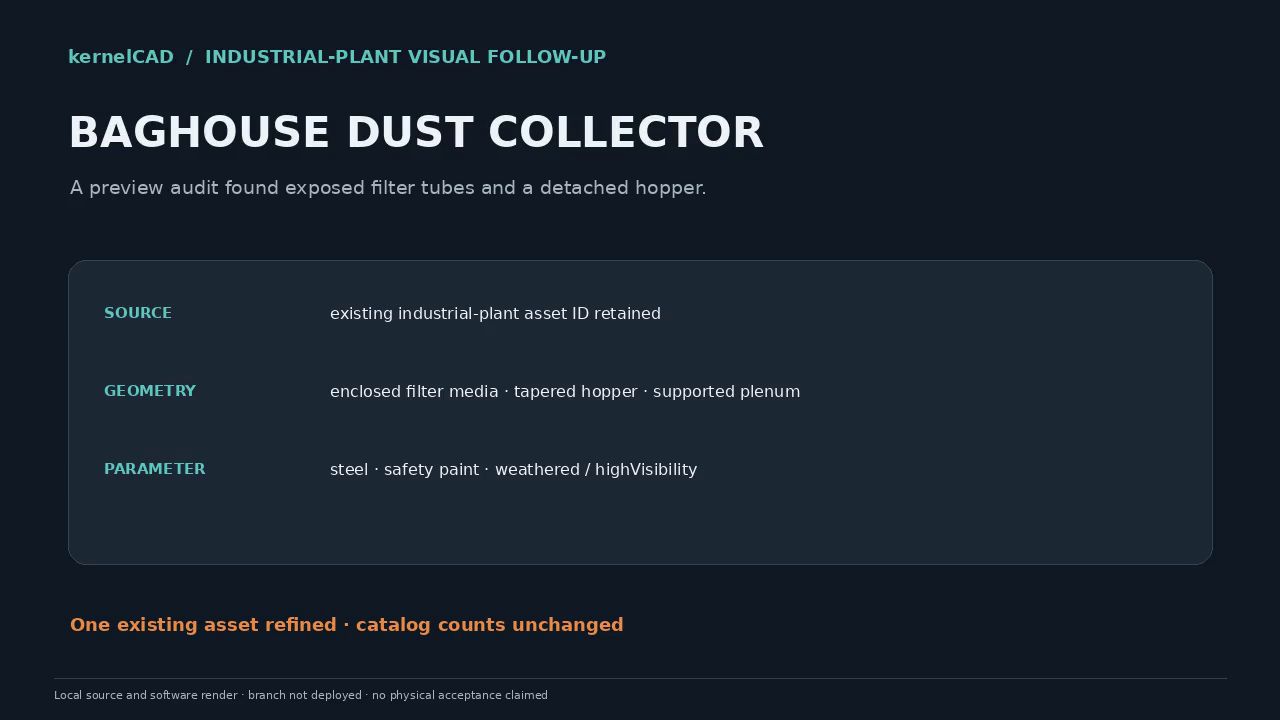 kernelCAD / INDUSTRIAL-PLANT VISUAL FOLLOW-UP
BAGHOUSE DUST COLLECTOR
A preview audit found exposed filter tubes and a detached hopper.
SOURCE existing industrial-plant asset ID retained
GEOMETRY enclosed filter media · tapered hopper · supported plenum
PARAMETER steel · safety paint · weathered / highVisibility
One existing asset refined · catalog counts unchanged
Local source and software render · branch not deployed · no physical acceptance claimed